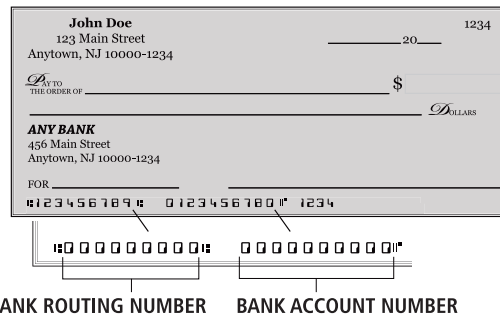 John Doe
1234
123 Main Street
20
Anytown, NJ 10000-1234
PAY TO
THE ORDER OF
$
DOLLARS
ANY BANK
456 Main Street
Anytown, NJ 10000-1234
FOR
⑆123456789⑆ 0123456780⑈ 1234
⑆000000000⑆ 0000000000⑈
ANK ROUTING NUMBER BANK ACCOUNT NUMBER